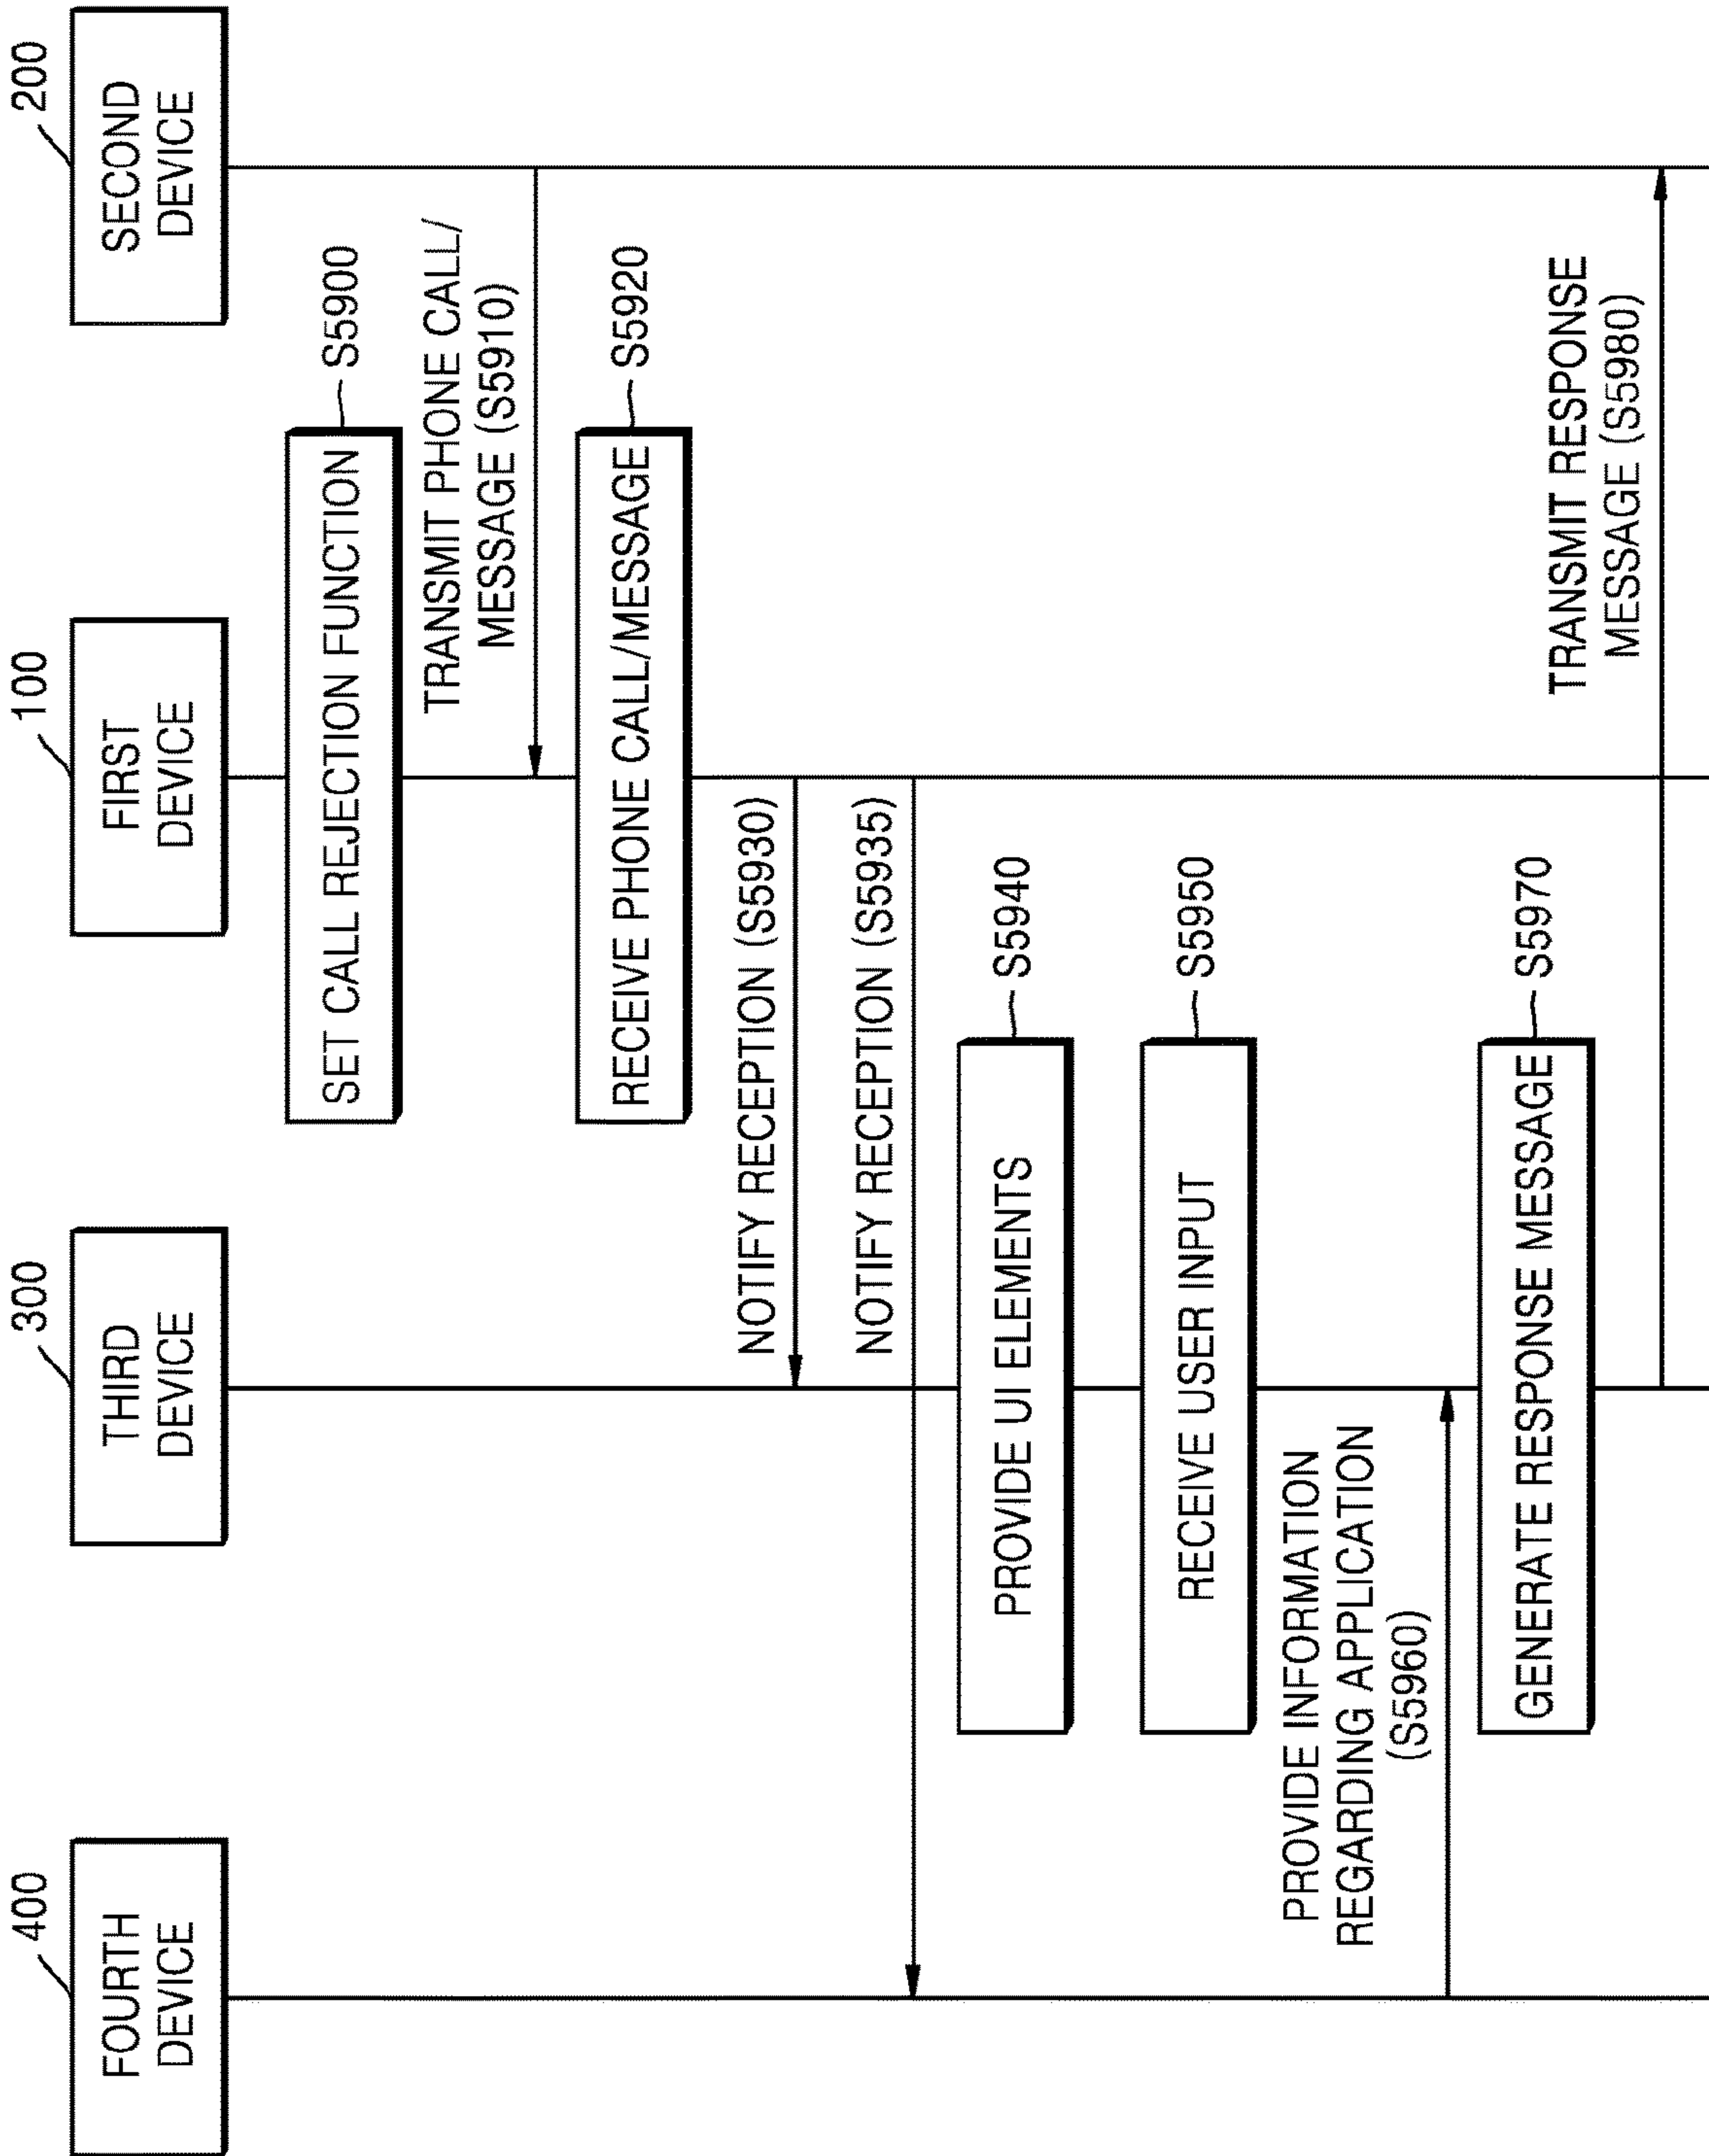 400
FOURTH
DEVICE
300
THIRD
DEVICE
100
FIRST
DEVICE
200
SECOND
DEVICE
SET CALL REJECTION FUNCTION
S5900
TRANSMIT PHONE CALL/
MESSAGE (S5910)
RECEIVE PHONE CALL/MESSAGE
S5920
NOTIFY RECEPTION (S5930)
NOTIFY RECEPTION (S5935)
PROVIDE UI ELEMENTS
S5940
RECEIVE USER INPUT
S5950
PROVIDE INFORMATION
REGARDING APPLICATION
(S5960)
GENERATE RESPONSE MESSAGE
S5970
TRANSMIT RESPONSE
MESSAGE (S5980)